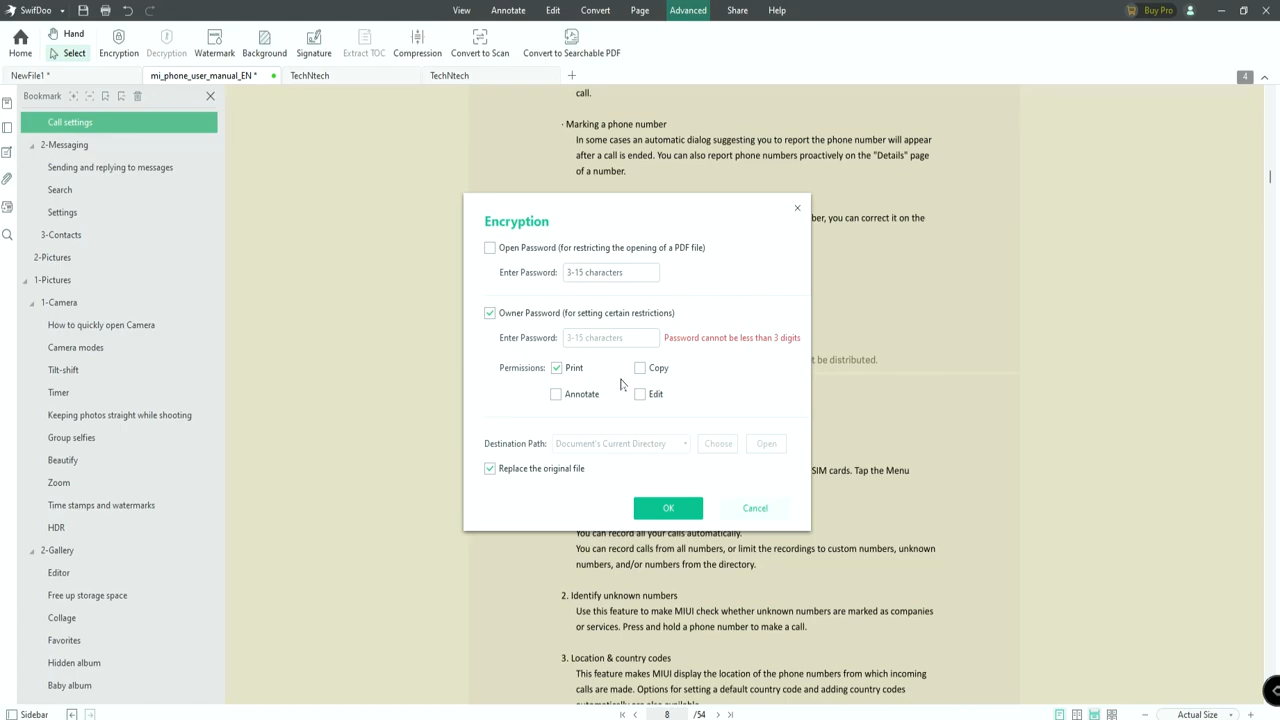 SwifDoo
View Annotate Edit Convert Page Advanced Share Help
Buy Pro
Home
Hand
Select
Encryption Decryption Watermark Background Signature Extract TOC Compression Convert to Scan Convert to Searchable PDF
NewFile1 * mi_phone_user_manual_EN * TechNtech TechNtech
4
Bookmark
Call settings
2-Messaging
Sending and replying to messages
Search
Settings
3-Contacts
2-Pictures
1-Pictures
1-Camera
How to quickly open Camera
Camera modes
Tilt-shift
Timer
Keeping photos straight while shooting
Group selfies
Beautify
Zoom
Time stamps and watermarks
HDR
2-Gallery
Editor
Free up storage space
Collage
Favorites
Hidden album
Baby album
call.
· Marking a phone number
In some cases an automatic dialog suggesting you to report the phone number will appear
after a call is ended. You can also report phone numbers proactively on the "Details" page
of a number.
ber, you can correct it on the
t be distributed.
SIM cards. Tap the Menu
Encryption
Open Password (for restricting the opening of a PDF file)
Enter Password: 3-15 characters
Owner Password (for setting certain restrictions)
Enter Password: 3-15 characters Password cannot be less than 3 digits
Permissions: Print Copy
Annotate Edit
Destination Path: Document's Current Directory Choose Open
Replace the original file
OK Cancel
You can record all your calls automatically.
You can record calls from all numbers, or limit the recordings to custom numbers, unknown
numbers, and/or numbers from the directory.
2. Identify unknown numbers
Use this feature to make MIUI check whether unknown numbers are marked as companies
or services. Press and hold a phone number to make a call.
3. Location & country codes
This feature makes MIUI display the location of the phone numbers from which incoming
calls are made. Options for setting a default country code and adding country codes
automatically are also available.
Sidebar
8 /54
Actual Size